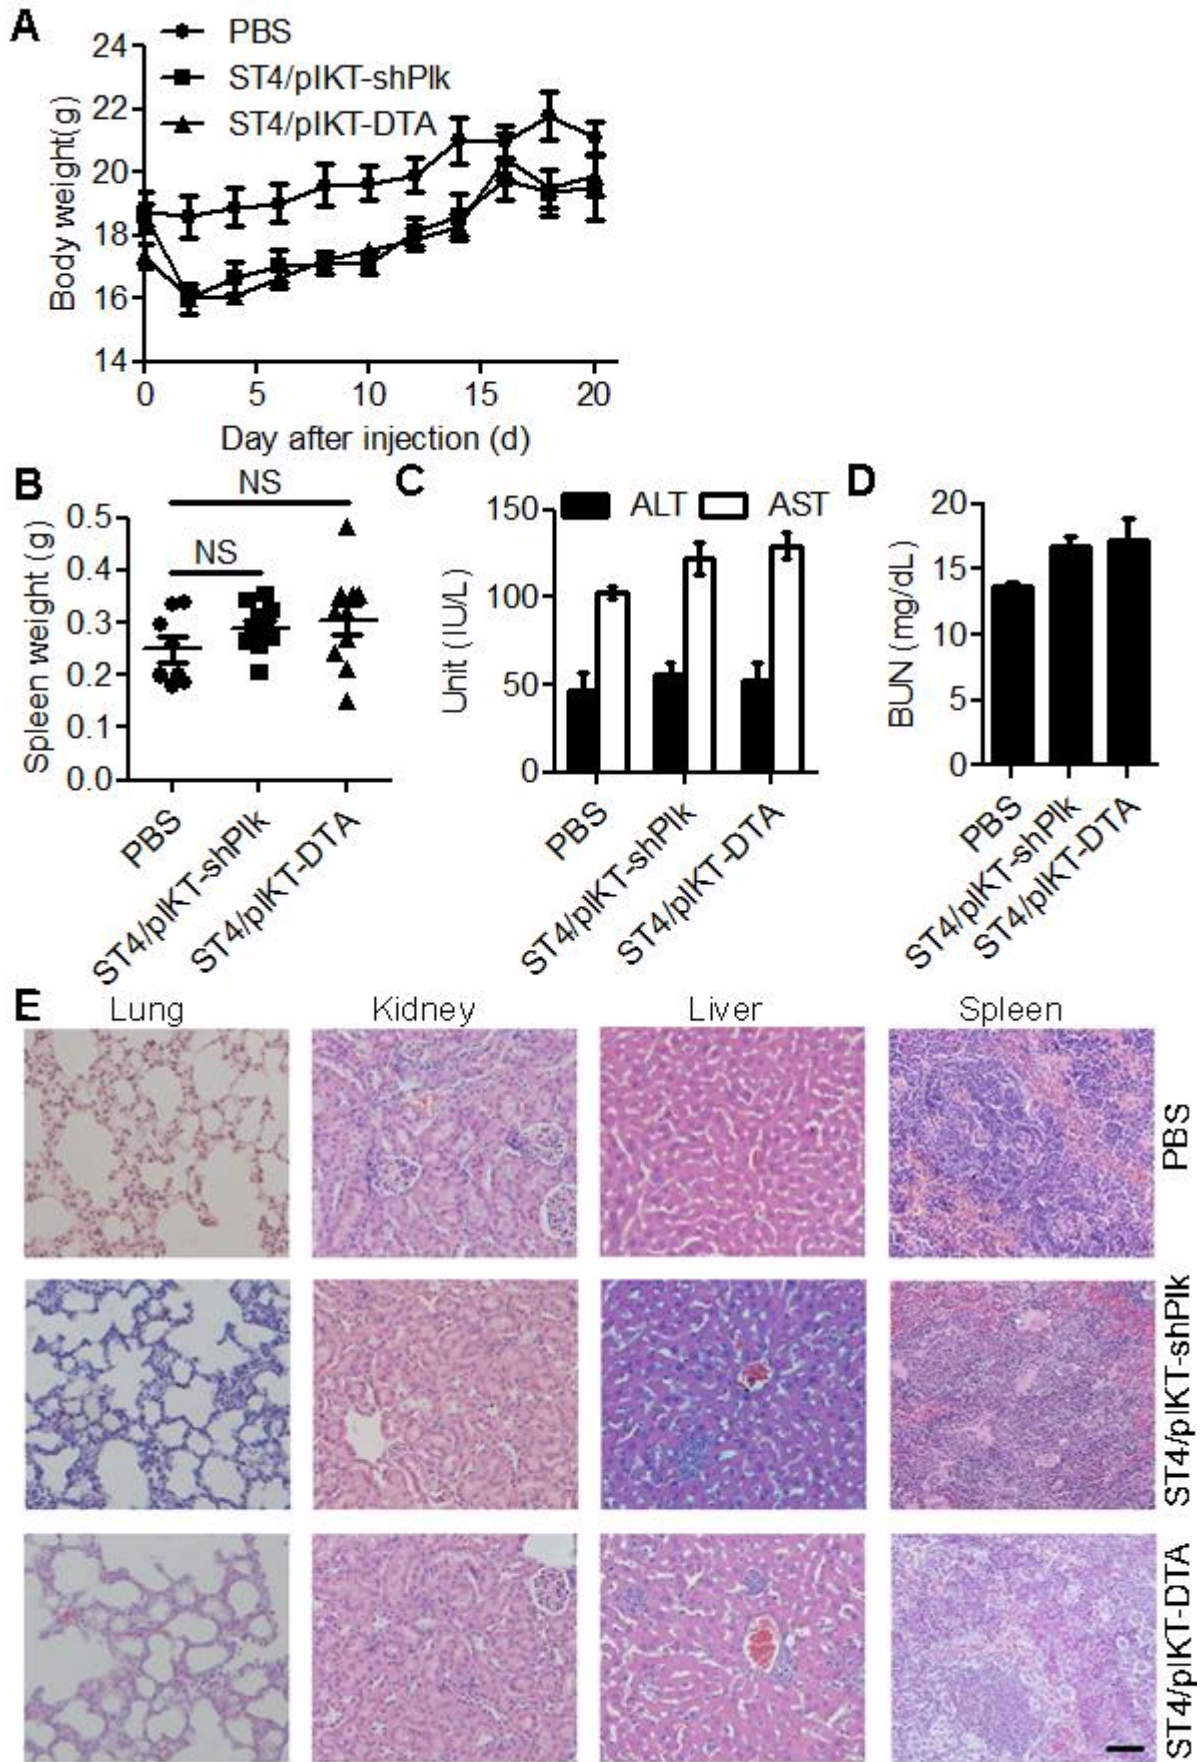 A
PBS
ST4/pIKT-shPlk
ST4/pIKT-DTA
24
22
20
18
16
14
Body weight(g)
0 5 10 15 20
Day after injection (d)
B
NS
NS
0.5
0.4
0.3
0.2
0.1
0.0
Spleen weight (g)
PBS
ST4/pIKT-shPlk
ST4/pIKT-DTA
C
ALT AST
150
100
50
0
Unit (IU/L)
PBS
ST4/pIKT-shPlk
ST4/pIKT-DTA
D
20
15
10
5
0
BUN (mg/dL)
PBS
ST4/pIKT-shPlk
ST4/pIKT-DTA
E
Lung Kidney Liver Spleen
PBS
ST4/pIKT-shPlk
ST4/pIKT-DTA